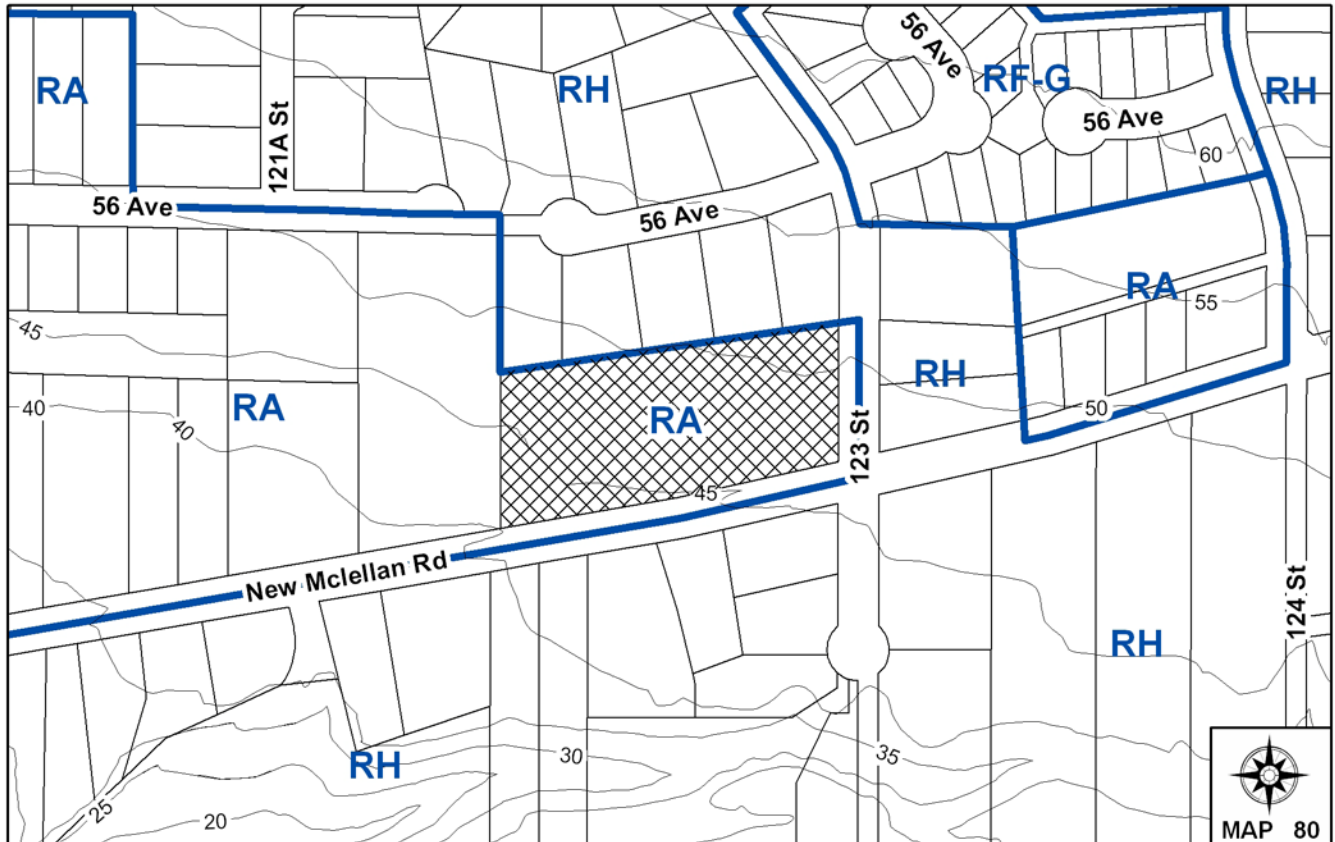 56 Ave
RA
RH
RF-G
RH
121A St
56 Ave
60
56 Ave
56 Ave
RA
55
45
RH
RA
RA
50
40
40
123 St
45
New Mclellan Rd
124 St
RH
RH
30
35
25
20
MAP 80